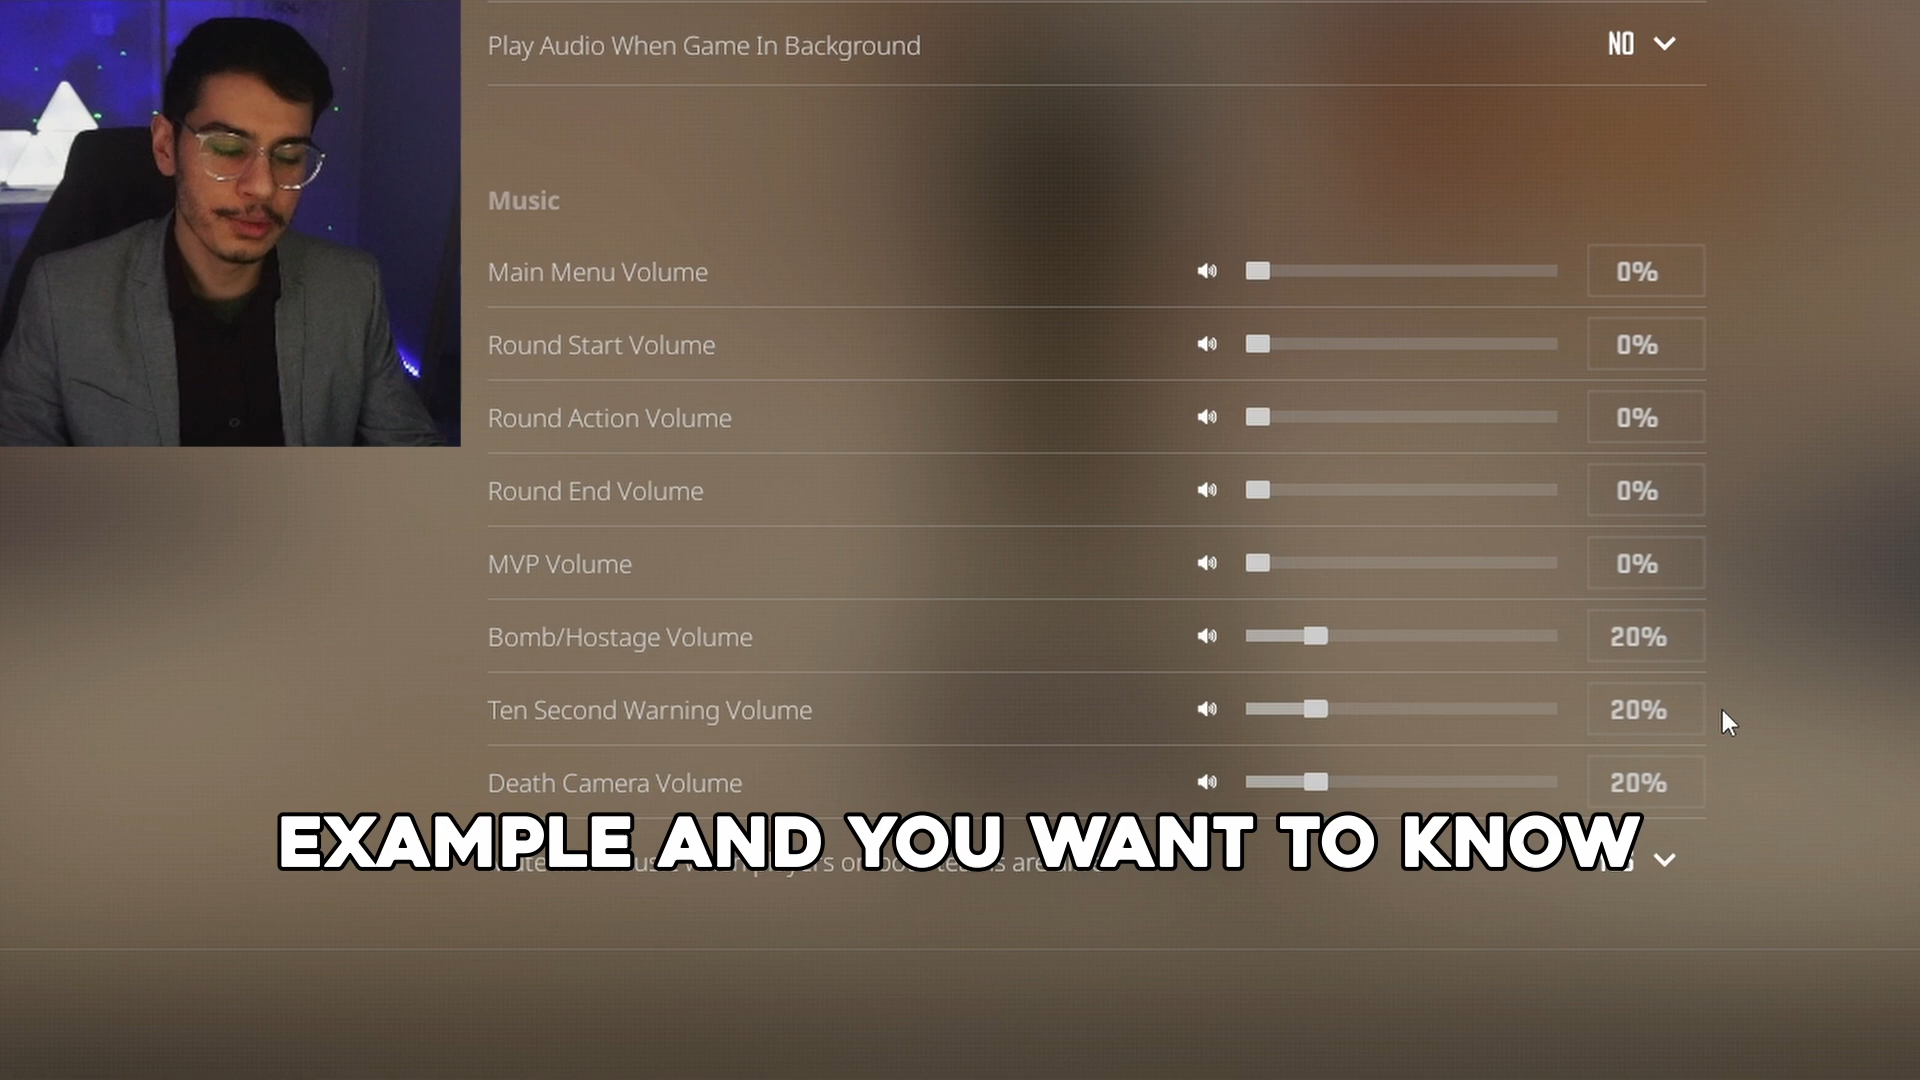 Play Audio When Game In Background NO
Music
Main Menu Volume 0%
Round Start Volume 0%
Round Action Volume 0%
Round End Volume 0%
MVP Volume 0%
Bomb/Hostage Volume 20%
Ten Second Warning Volume 20%
Death Camera Volume 20%
EXAMPLE AND YOU WANT TO KNOW